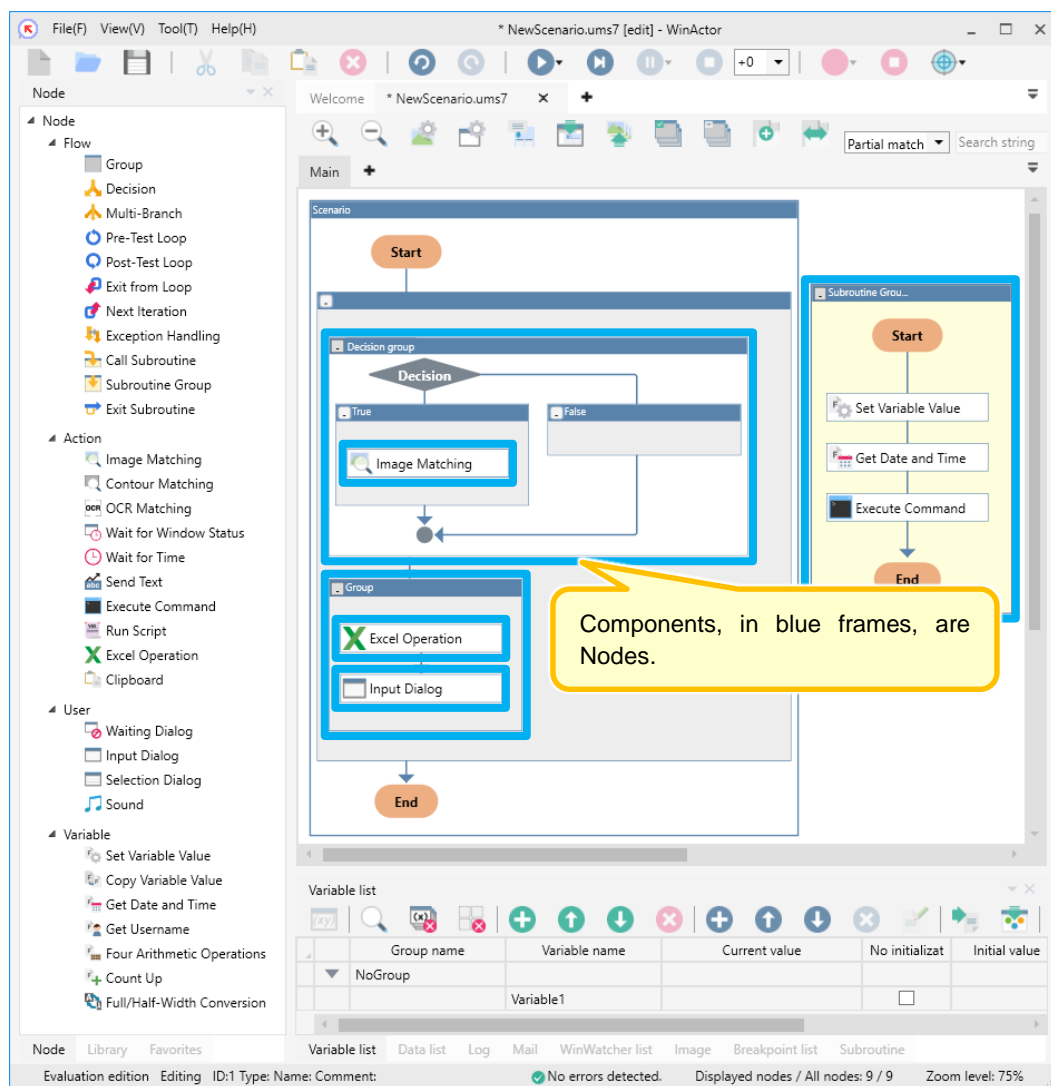 File(F) View(V) Tool(T) Help(H)
* NewScenario.ums7 [edit] - WinActor
+0
Node
Node
Flow
Group
Decision
Multi-Branch
Pre-Test Loop
Post-Test Loop
Exit from Loop
Next Iteration
Exception Handling
Call Subroutine
Subroutine Group
Exit Subroutine
Action
Image Matching
Contour Matching
OCR Matching
Wait for Window Status
Wait for Time
Send Text
Execute Command
Run Script
Excel Operation
Clipboard
User
Waiting Dialog
Input Dialog
Selection Dialog
Sound
Variable
Set Variable Value
Copy Variable Value
Get Date and Time
Get Username
Four Arithmetic Operations
Count Up
Full/Half-Width Conversion
Node Library Favorites
Welcome * NewScenario.ums7
Partial match Search string
Main
Scenario
Start
Decision group
Decision
True
False
Image Matching
Group
Excel Operation
Input Dialog
End
Subroutine Grou...
Start
Set Variable Value
Get Date and Time
Execute Command
End
Components, in blue frames, are
Nodes.
Variable list
Group name Variable name Current value No initializat Initial value
NoGroup
Variable1
Variable list Data list Log Mail WinWatcher list Image Breakpoint list Subroutine
Evaluation edition Editing ID:1 Type: Name: Comment: No errors detected. Displayed nodes / All nodes: 9 / 9 Zoom level: 75%